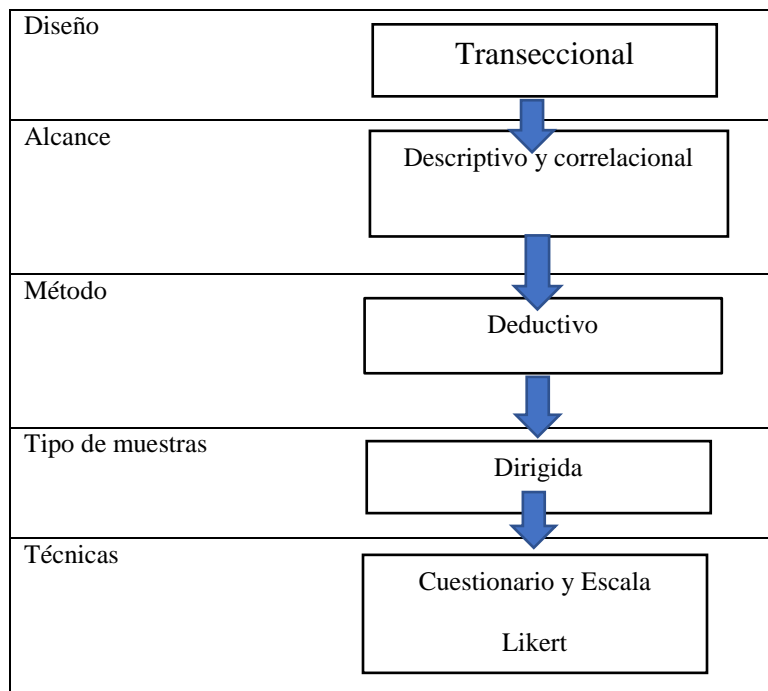 Diseño
Transeccional
Alcance
Descriptivo y correlacional
Método
Deductivo
Tipo de muestras
Dirigida
Técnicas
Cuestionario y Escala
Likert